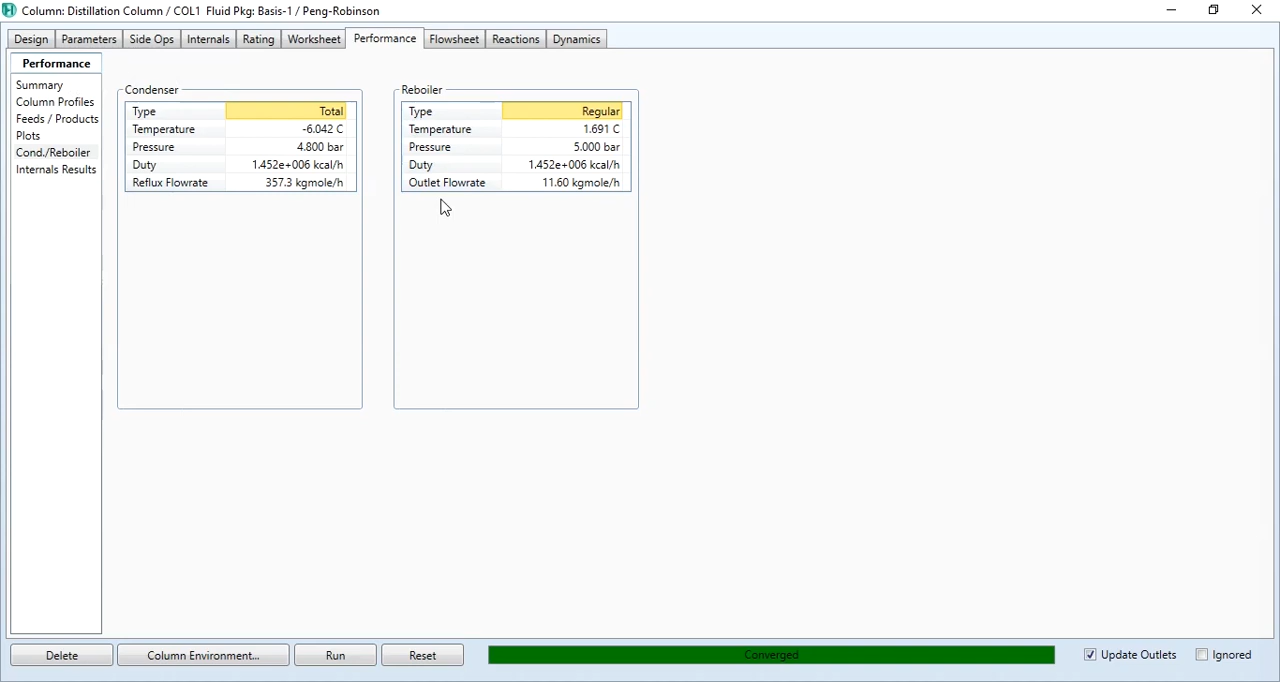 Column: Distillation Column / COL1 Fluid Pkg: Basis-1 / Peng-Robinson
Design Parameters Side Ops Internals Rating Worksheet Performance Flowsheet Reactions Dynamics
Performance
Summary
Column Profiles
Feeds / Products
Plots
Cond./Reboiler
Internals Results
Condenser
Type Total
Temperature -6.042 C
Pressure 4.800 bar
Duty 1.452e+006 kcal/h
Reflux Flowrate 357.3 kgmole/h
Reboiler
Type Regular
Temperature 1.691 C
Pressure 5.000 bar
Duty 1.452e+006 kcal/h
Outlet Flowrate 11.60 kgmole/h
Delete Column Environment... Run Reset Converged Update Outlets Ignored